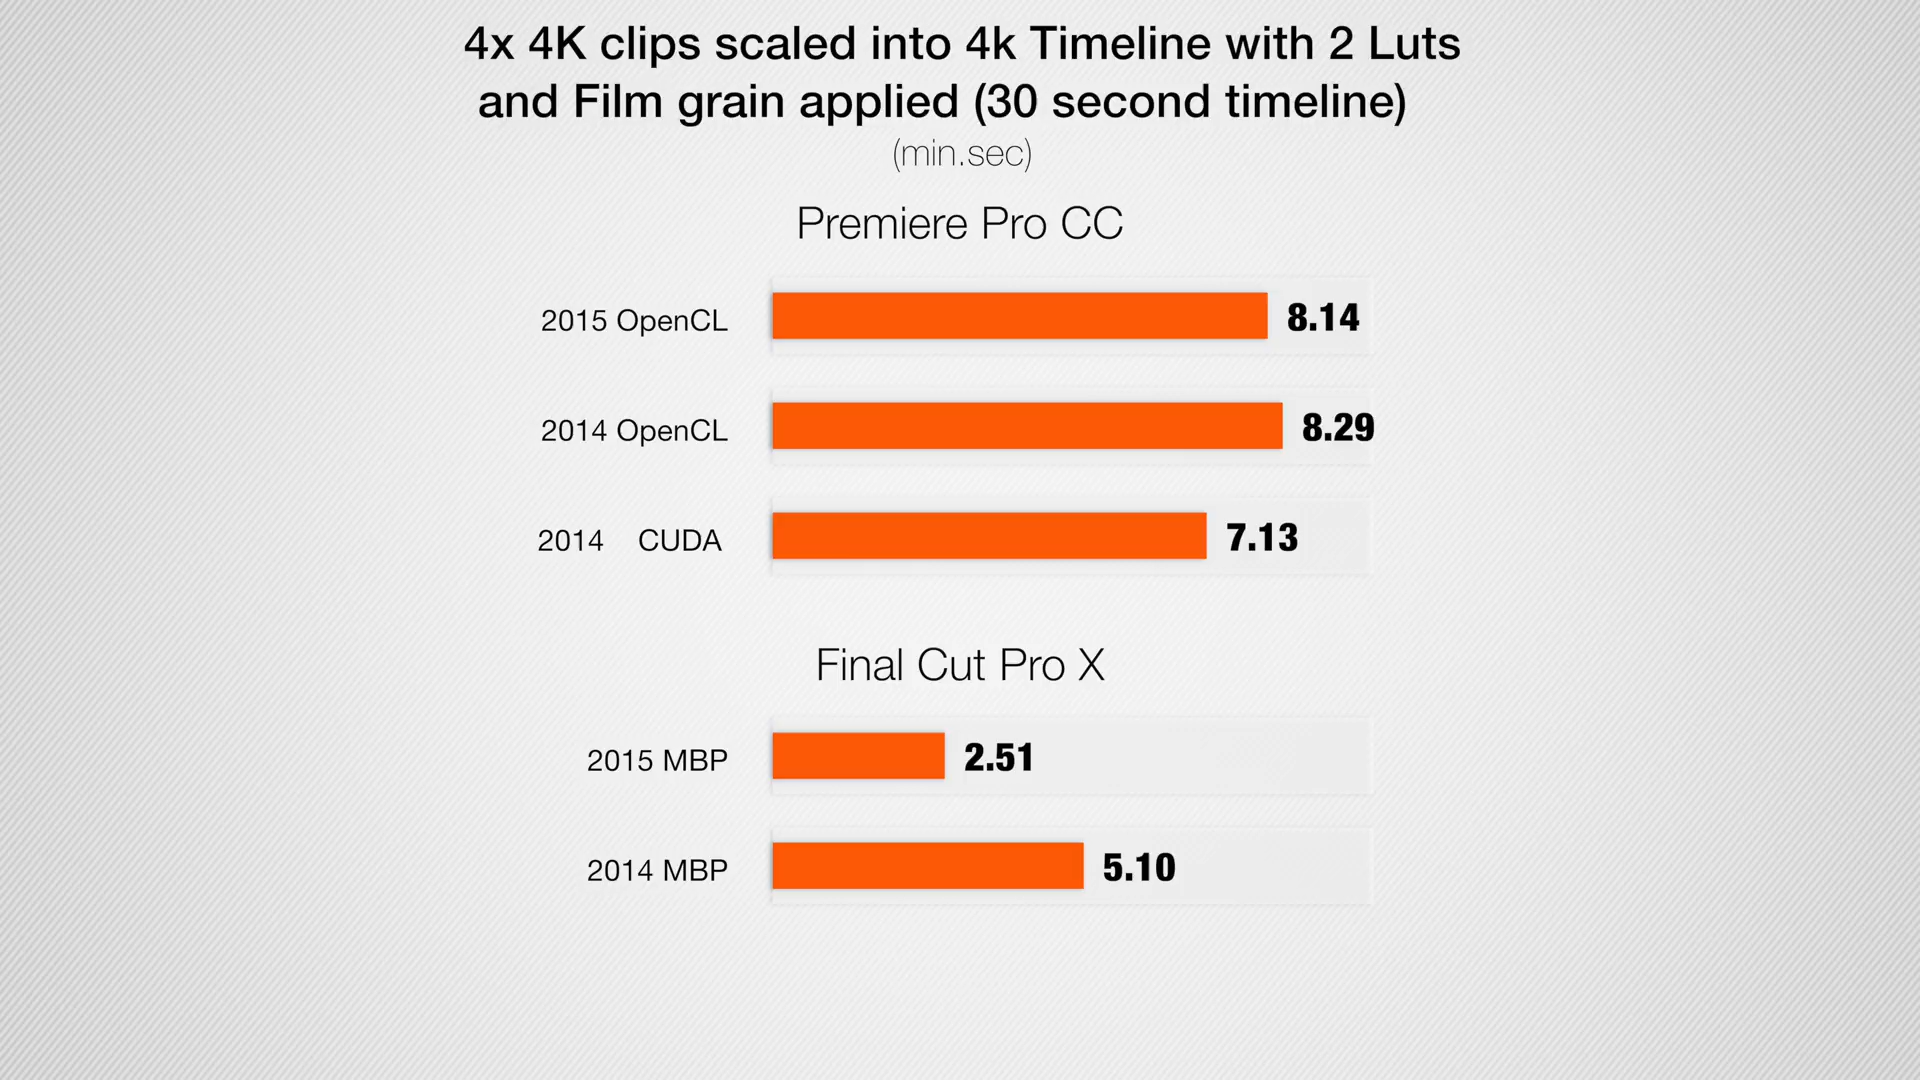 4x 4K clips scaled into 4k Timeline with 2 Luts
and Film grain applied (30 second timeline)
(min.sec)
Premiere Pro CC
2015 OpenCL 8.14
2014 OpenCL 8.29
2014 CUDA 7.13
Final Cut Pro X
2015 MBP 2.51
2014 MBP 5.10